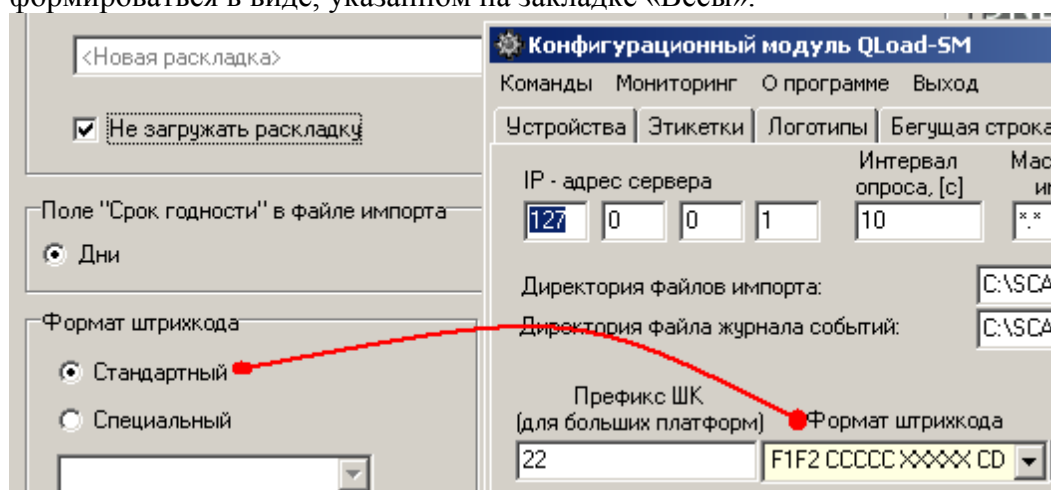 формироваться в виде, указанном на закладке «Весы».
<Новая раскладка>
Не загружать раскладку
Поле "Срок годности" в файле импорта
Дни
Формат штрихкода
Стандартный
Специальный
Конфигурационный модуль QLoad-SM
Команды Мониторинг О программе Выход
Устройства Этикетки Логотипы Бегущая строка
IP - адрес сервера
Интервал
опроса, [с]
127 0 0 1
10
*.*
Директория файлов импорта:
C:\SCA
Директория файла журнала событий:
C:\SCA
Префикс ШК
(для больших платформ)
Формат штрихкода
22
F1F2 CCCCC XXXXX CD